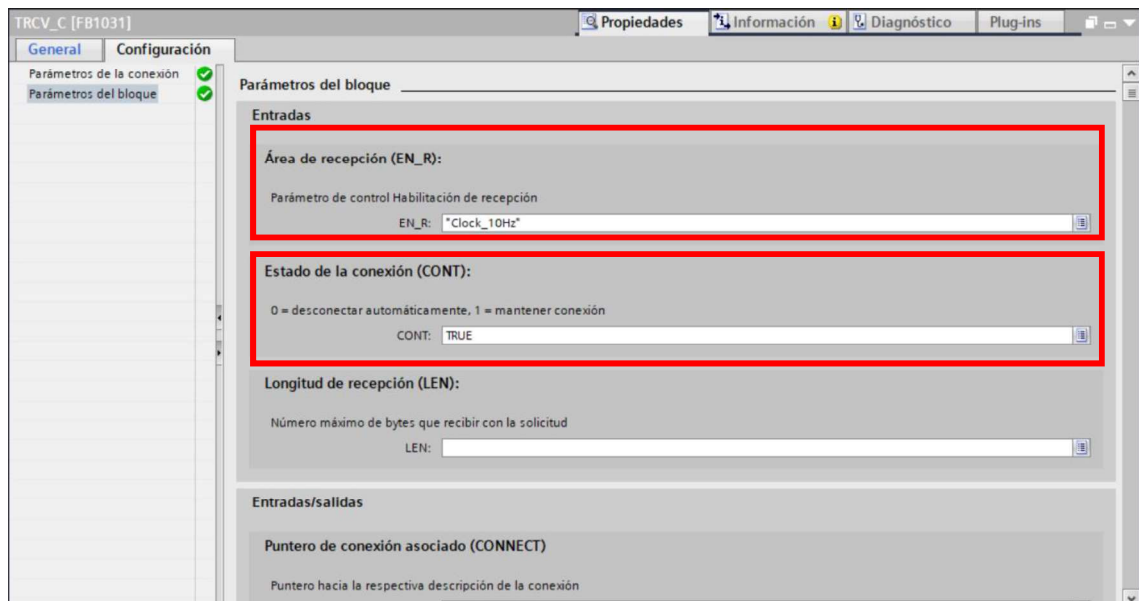 TRCV_C [FB1031]
Propiedades
Información
Diagnóstico
Plug-ins
General
Configuración
Parámetros de la conexión
Parámetros del bloque
Parámetros del bloque
Entradas
Área de recepción (EN_R):
Parámetro de control Habilitación de recepción
EN_R: "Clock_10Hz"
Estado de la conexión (CONT):
0 = desconectar automáticamente, 1 = mantener conexión
CONT: TRUE
Longitud de recepción (LEN):
Número máximo de bytes que recibir con la solicitud
LEN:
Entradas/salidas
Puntero de conexión asociado (CONNECT)
Puntero hacia la respectiva descripción de la conexión